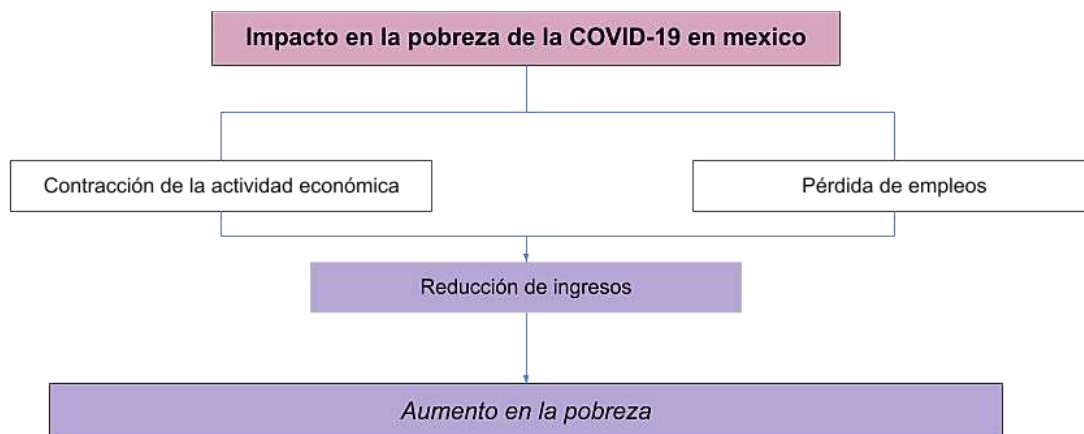 Impacto en la pobreza de la COVID-19 en mexico
Contracción de la actividad económica
Pérdida de empleos
Reducción de ingresos
Aumento en la pobreza